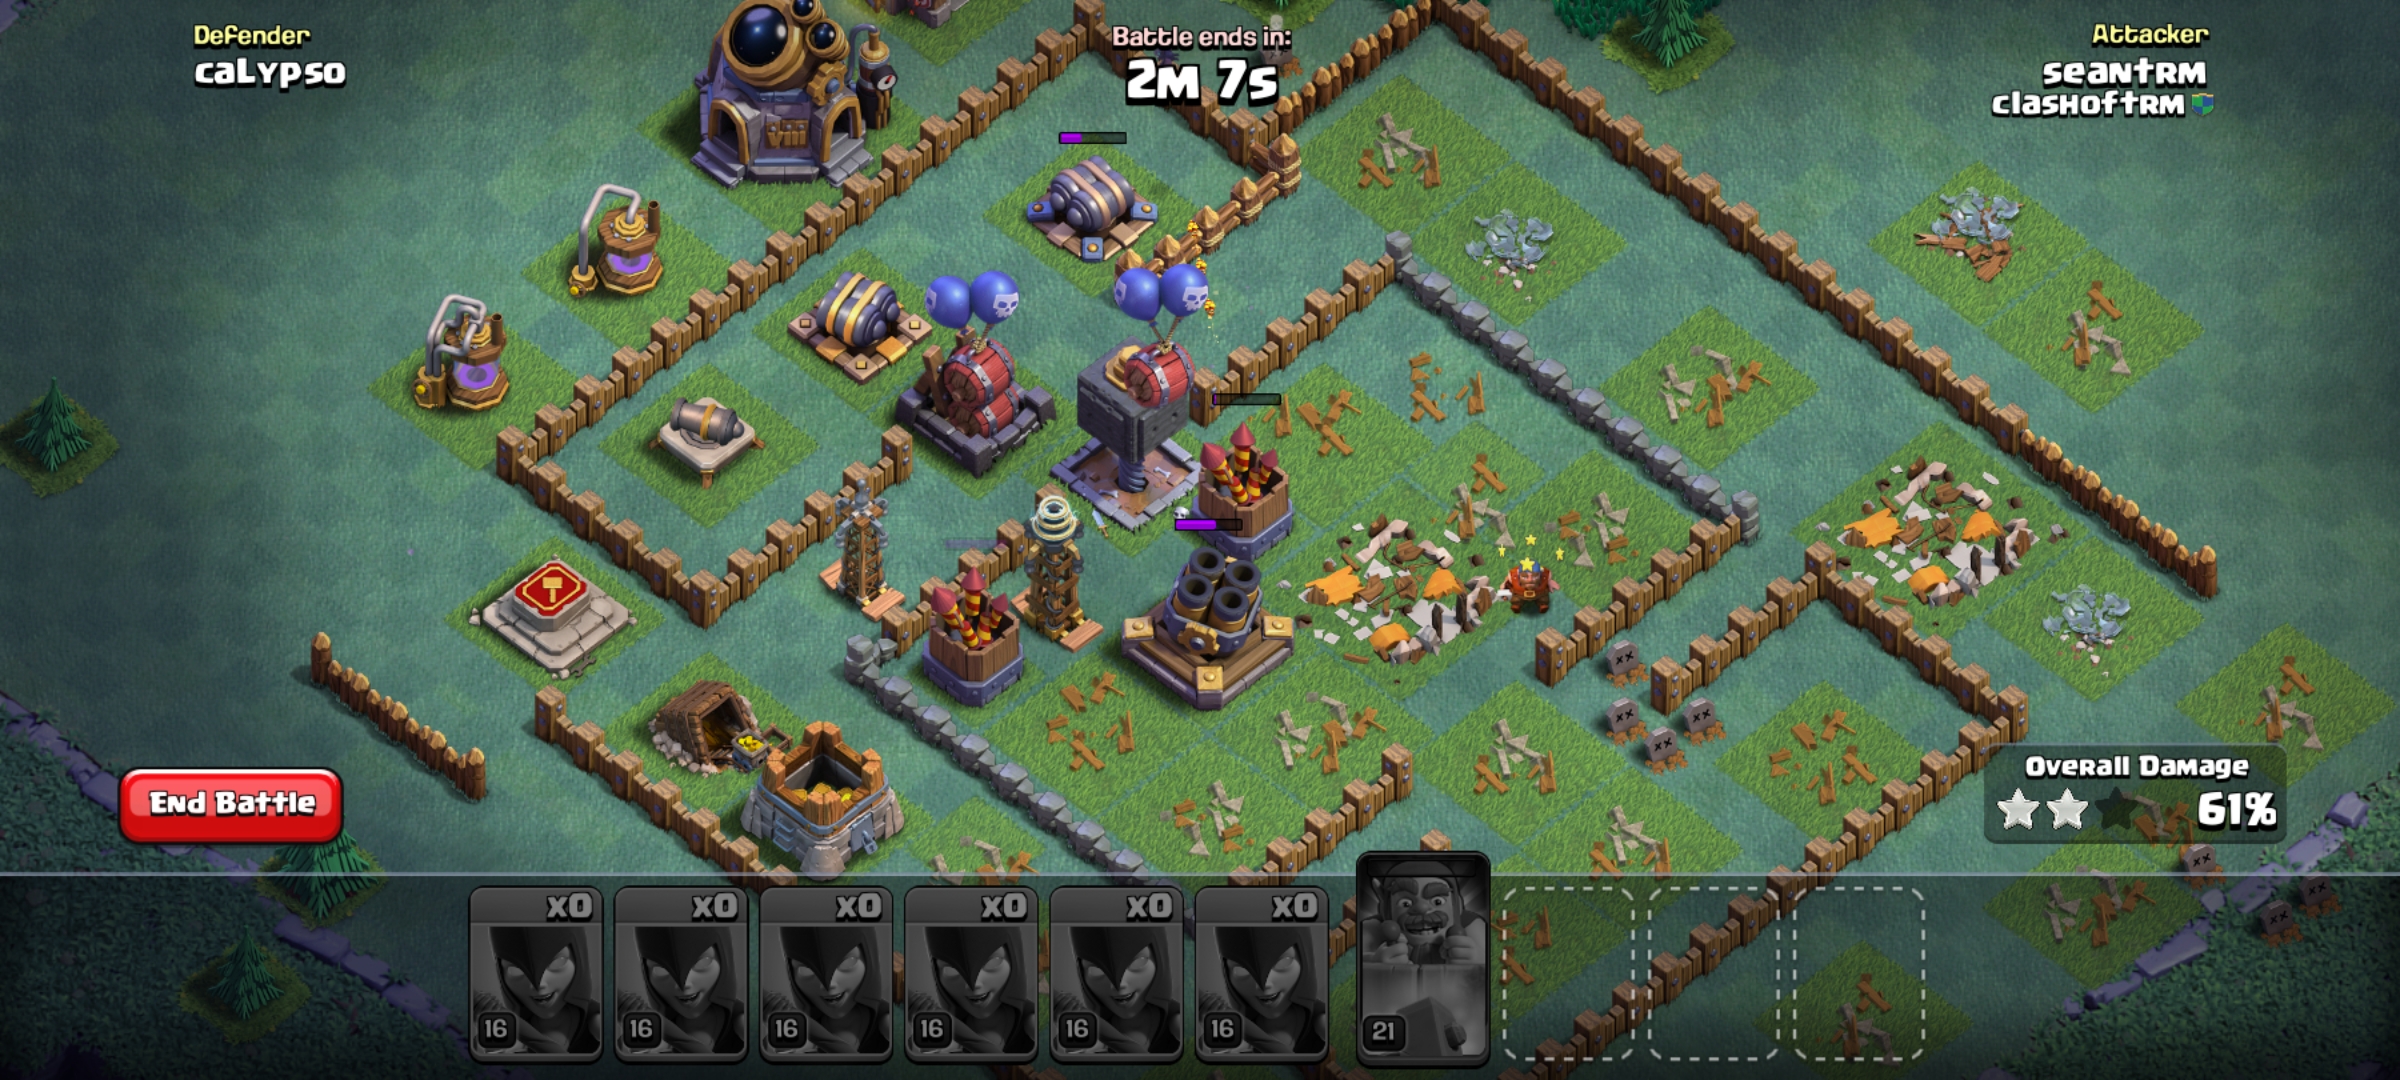 Defender
caLypso
Battle ends in:
2M 7s
Attacker
seantRM
clashoftRM
VIII
End Battle
Overall Damage
61%
x0
x0
x0
x0
x0
x0
16
16
16
16
16
16
21